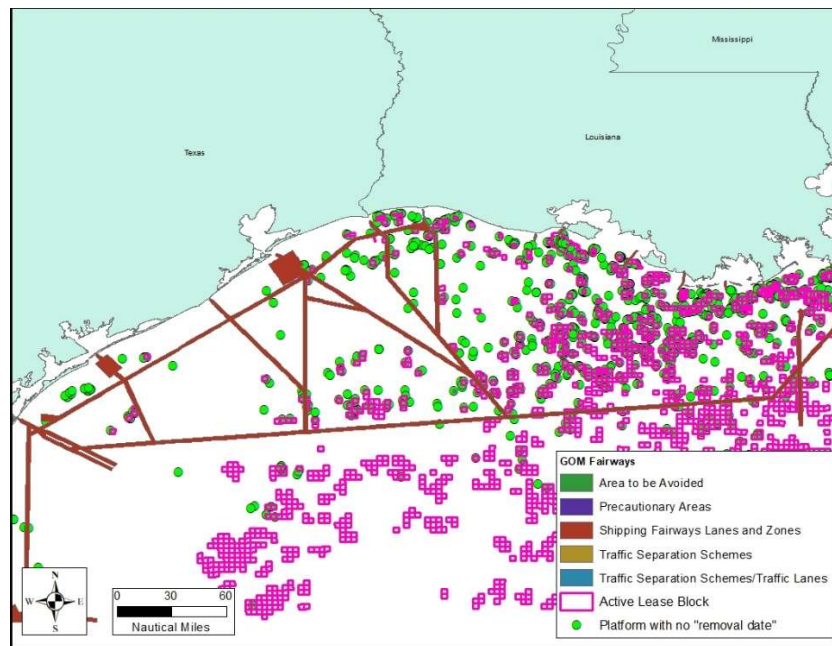 Mississippi
Texas
Louisiana
GOM Fairways
Area to be Avoided
Precautionary Areas
Shipping Fairways Lanes and Zones
Traffic Separation Schemes
Traffic Separation Schemes/Traffic Lanes
Active Lease Block
Platform with no "removal date"
N
W E
S
0 30 60
Nautical Miles